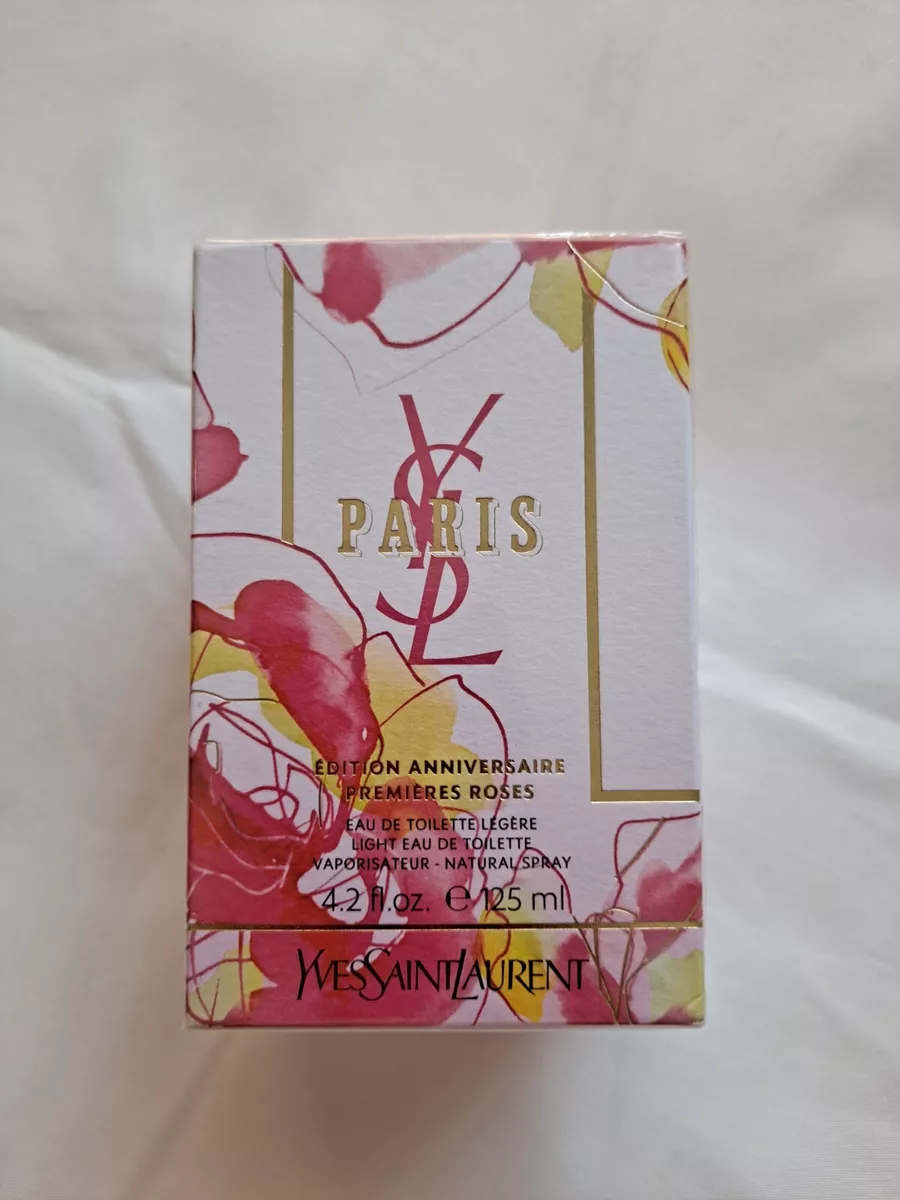 YSL
PARIS
ÉDITION ANNIVERSAIRE
PREMIÈRES ROSES
EAU DE TOILETTE LÉGÈRE
LIGHT EAU DE TOILETTE
VAPORISATEUR - NATURAL SPRAY
4.2 fl.oz. ℮ 125 ml
YVESSAINTLAURENT